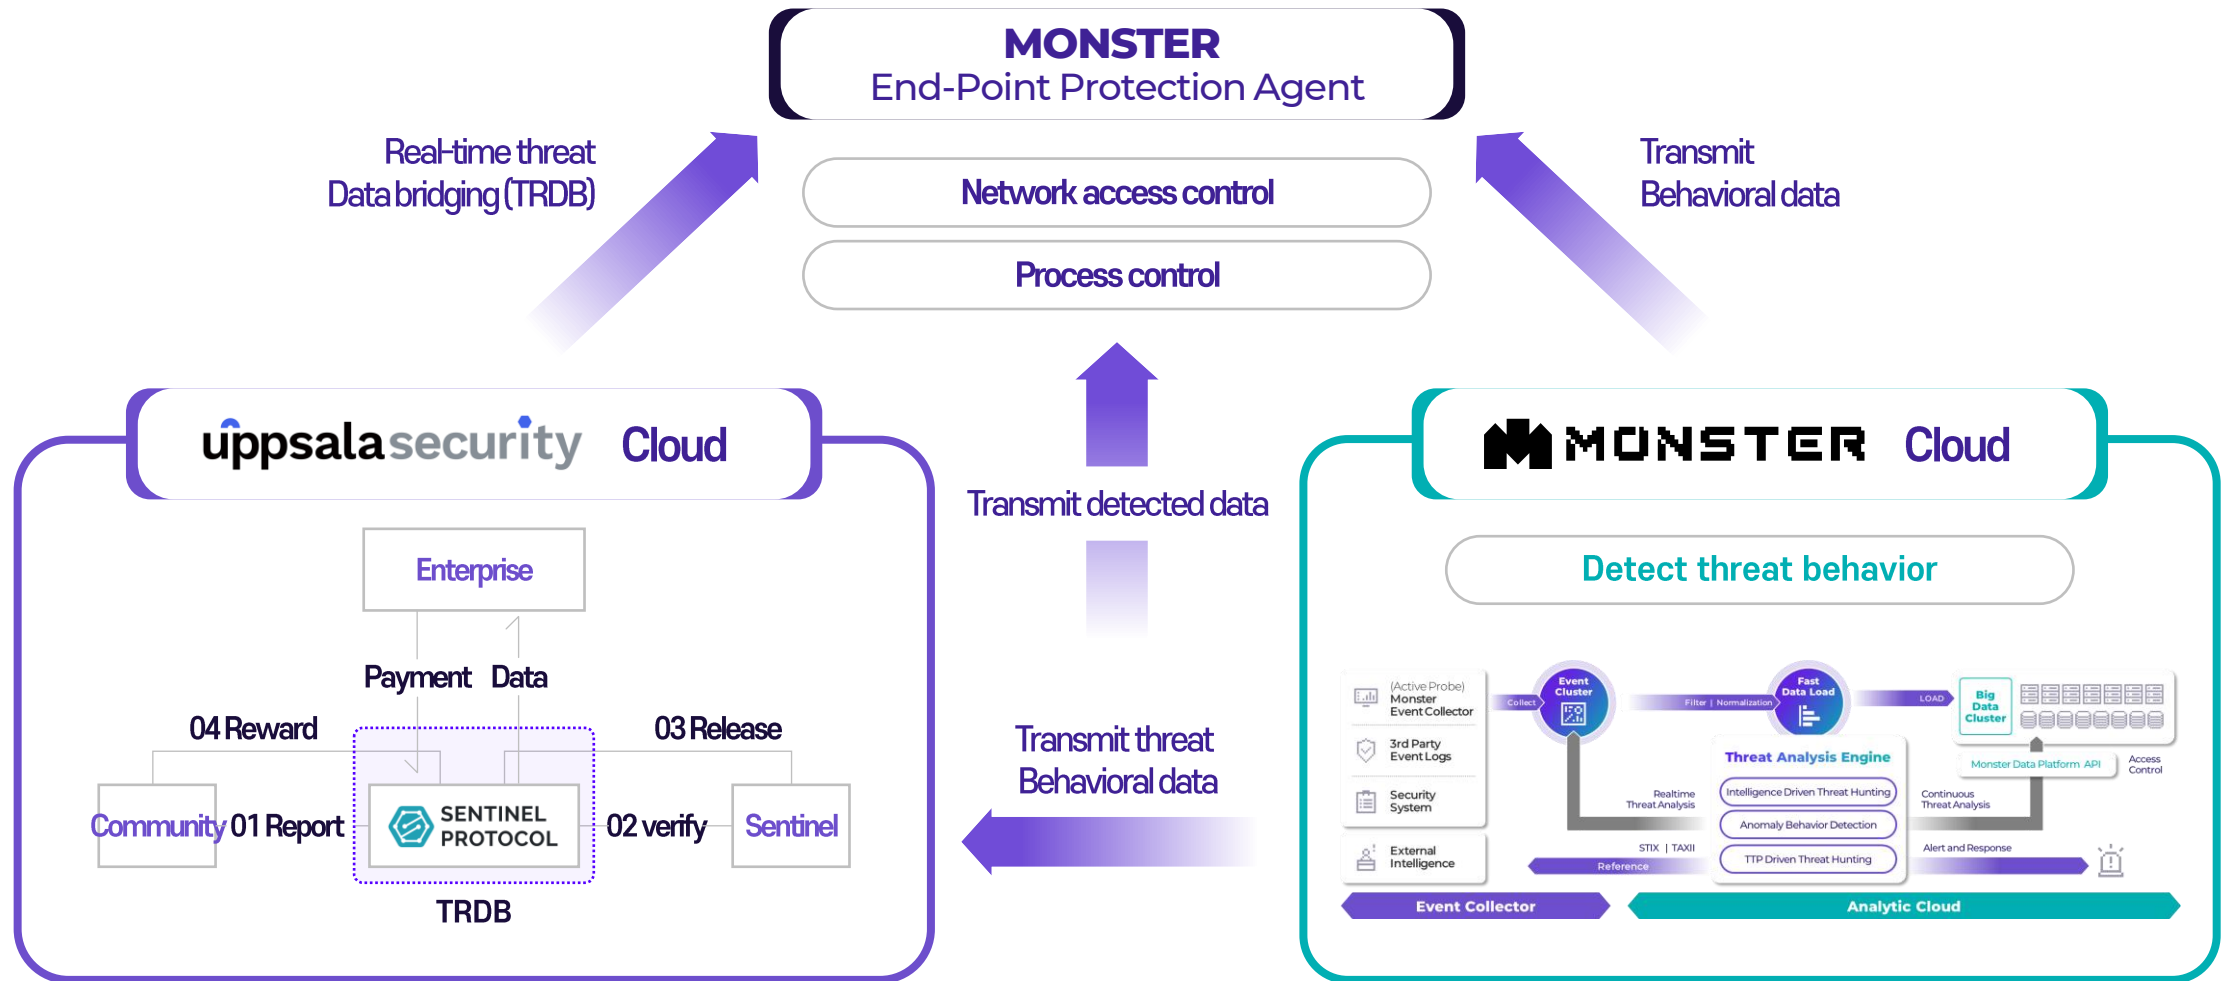 MONSTER
End-Point Protection Agent
Real-time threat
Data bridging (TRDB)
Network access control
Process control
Transmit
Behavioral data
uppsalasecurity Cloud
Transmit detected data
MONSTER Cloud
Enterprise
Payment Data
04 Reward
03 Release
Community 01 Report
SENTINEL
PROTOCOL
02 verify
Sentinel
TRDB
Transmit threat
Behavioral data
Detect threat behavior
(Active Probe)
Monster
Event Collector
3rd Party
Event Logs
Security
System
External
Intelligence
Collect
Event
Cluster
Filter | Normalization
Fast
Data Load
LOAD
Big
Data
Cluster
Monster Data Platform API
Access
Control
Threat Analysis Engine
Intelligence Driven Threat Hunting
Anomaly Behavior Detection
TTP Driven Threat Hunting
Realtime
Threat Analysis
Continuous
Threat Analysis
STIX | TAXII
Reference
Alert and Response
Event Collector
Analytic Cloud